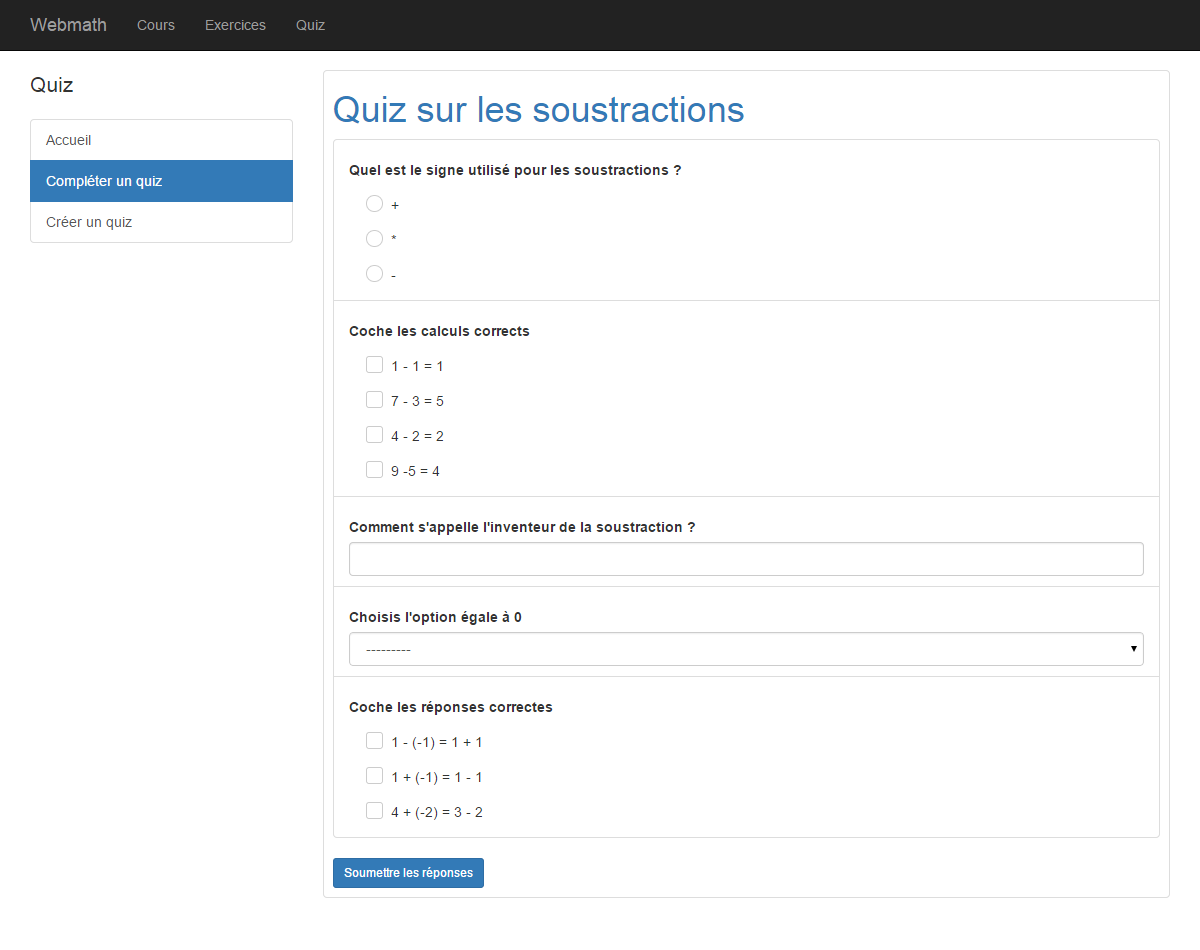 Webmath Cours Exercices Quiz
Quiz
Accueil
Compléter un quiz
Créer un quiz
Quiz sur les soustractions
Quel est le signe utilisé pour les soustractions ?
+
*
-
Coche les calculs corrects
1 - 1 = 1
7 - 3 = 5
4 - 2 = 2
9 -5 = 4
Comment s'appelle l'inventeur de la soustraction ?
Choisis l'option égale à 0
---------
Coche les réponses correctes
1 - (-1) = 1 + 1
1 + (-1) = 1 - 1
4 + (-2) = 3 - 2
Soumettre les réponses